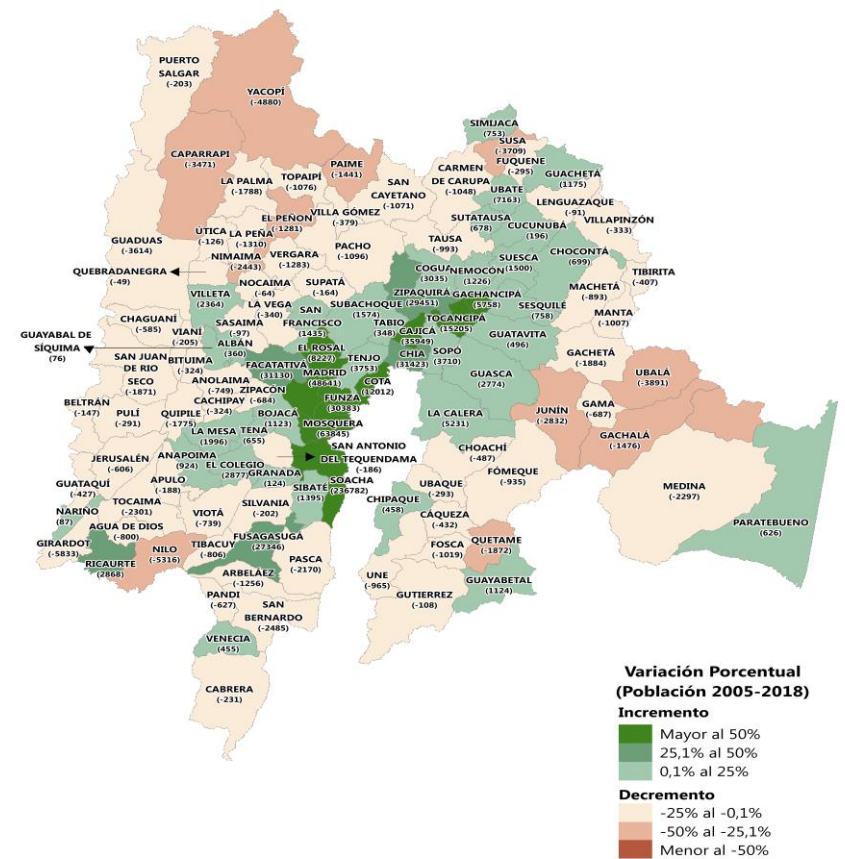 PUERTO
SALGAR
(-203)
YACOPÍ
(-4880)
SIMIJACA
(753)
SUSA
(-3709)
FUQUENE
(-295)
CAPARRAPI
(-3471)
PAIME
(-1441)
CARMEN
DE CARUPA
(-1048)
GUACHETÁ
(1175)
LA PALMA
(-1788)
TOPAIPÍ
(-1076)
SAN
CAYETANO
(-1071)
UBATE
(7163)
LENGUAZAQUE
(-91)
EL PEÑON
(-1281)
VILLA GÓMEZ
(-379)
SUTATAUSA
(678)
CUCUNUBÁ
(196)
VILLAPINZÓN
(-333)
GUADUAS
(-3614)
ÚTICA
(-126)
LA PEÑA
(-1310)
PACHO
(-1096)
TAUSA
(-993)
CHOCONTÁ
(699)
NIMAIMA
(-2443)
VERGARA
(-1283)
SUESCA
(1500)
QUEBRADANEGRA
(-49)
COGUA
(3035)
NEMOCÓN
(1226)
TIBIRITA
(-407)
NOCAIMA
(-64)
SUPATÁ
(-164)
ZIPAQUIRÁ
(29451)
GACHANCIPÁ
(5758)
MACHETÁ
(-893)
VILLETA
(2364)
SUBACHOQUE
(1574)
SESQUILÉ
(758)
LA VEGA
(-340)
SAN
FRANCISCO
(1435)
TOCANCIPÁ
(15205)
MANTA
(-1007)
CHAGUANÍ
(-585)
SASAIMA
(-97)
TABIO
(348)
CAJICÁ
(35949)
GUATAVITA
(496)
GUAYABAL DE
SÍQUIMA
(76)
VIANÍ
(-205)
ALBÁN
(360)
EL ROSAL
(8227)
TENJO
(3753)
CHÍA
(31423)
SOPÓ
(3710)
GACHETÁ
(-1884)
SAN JUAN
DE RIO
SECO
(-1871)
BITUIMA
(-324)
FACATATIVÁ
(31130)
MADRID
(48641)
UBALÁ
(-3891)
GUASCA
(2774)
ANOLAIMA
(-749)
ZIPACÓN
(-684)
COTA
(12012)
BELTRÁN
(-147)
CACHIPAY
(-324)
FUNZA
(30383)
GAMA
(-687)
PULÍ
(-291)
QUIPILE
(-1775)
BOJACÁ
(1123)
LA CALERA
(5231)
JUNÍN
(-2832)
MOSQUERA
(63845)
LA MESA
(1996)
TENA
(655)
GACHALÁ
(-1476)
SAN ANTONIO
DEL TEQUENDAMA
(-186)
CHOACHÍ
(-487)
JERUSALÉN
(-606)
ANAPOIMA
(924)
EL COLEGIO
(2877)
GRANADA
(124)
FÓMEQUE
(-935)
GUATAQUÍ
(-427)
APULO
(-188)
SIBATÉ
(1395)
SOACHA
(236782)
UBAQUE
(-293)
MEDINA
(-2297)
TOCAIMA
(-2301)
SILVANIA
(-202)
CHIPAQUE
(458)
NARIÑO
(87)
VIOTÁ
(-739)
CÁQUEZA
(-432)
PARATEBUENO
(626)
AGUA DE DIOS
(-800)
FUSAGASUGÁ
(27346)
GIRARDOT
(-5833)
NILO
(-5316)
TIBACUY
(-806)
FOSCA
(-1019)
QUETAME
(-1872)
RICAURTE
(2868)
PASCA
(-2170)
ARBELÁEZ
(-1256)
UNE
(-965)
GUAYABETAL
(1124)
PANDI
(-627)
SAN
BERNARDO
(-2485)
GUTIERREZ
(-108)
VENECIA
(455)
CABRERA
(-231)
Variación Porcentual
(Población 2005-2018)
Incremento
Mayor al 50%
25,1% al 50%
0,1% al 25%
Decremento
-25% al -0,1%
-50% al -25,1%
Menor al -50%